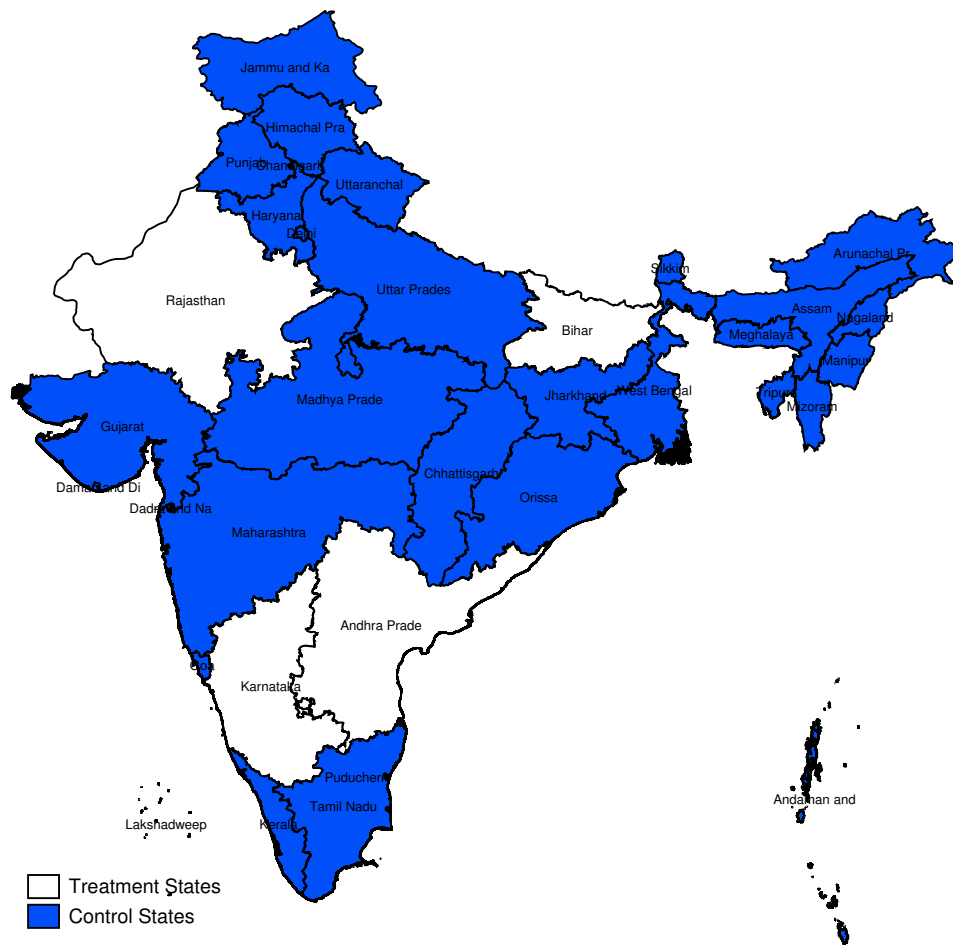 Jammu and Ka
Himachal Pra
Punjab
Chandigarh
Uttaranchal
Haryana
Delhi
Arunachal Pr
Sikkim
Rajasthan
Uttar Prades
Assam
Nagaland
Bihar
Meghalaya
Manipur
Madhya Prade
Jharkhand
West Bengal
Tripura
Mizoram
Gujarat
Chhattisgarh
Daman and Di
Orissa
Dadra and Na
Maharashtra
Andhra Prade
Goa
Karnataka
Puducherr
Tamil Nadu
Andaman and
Lakshadweep
Kerala
Treatment States
Control States